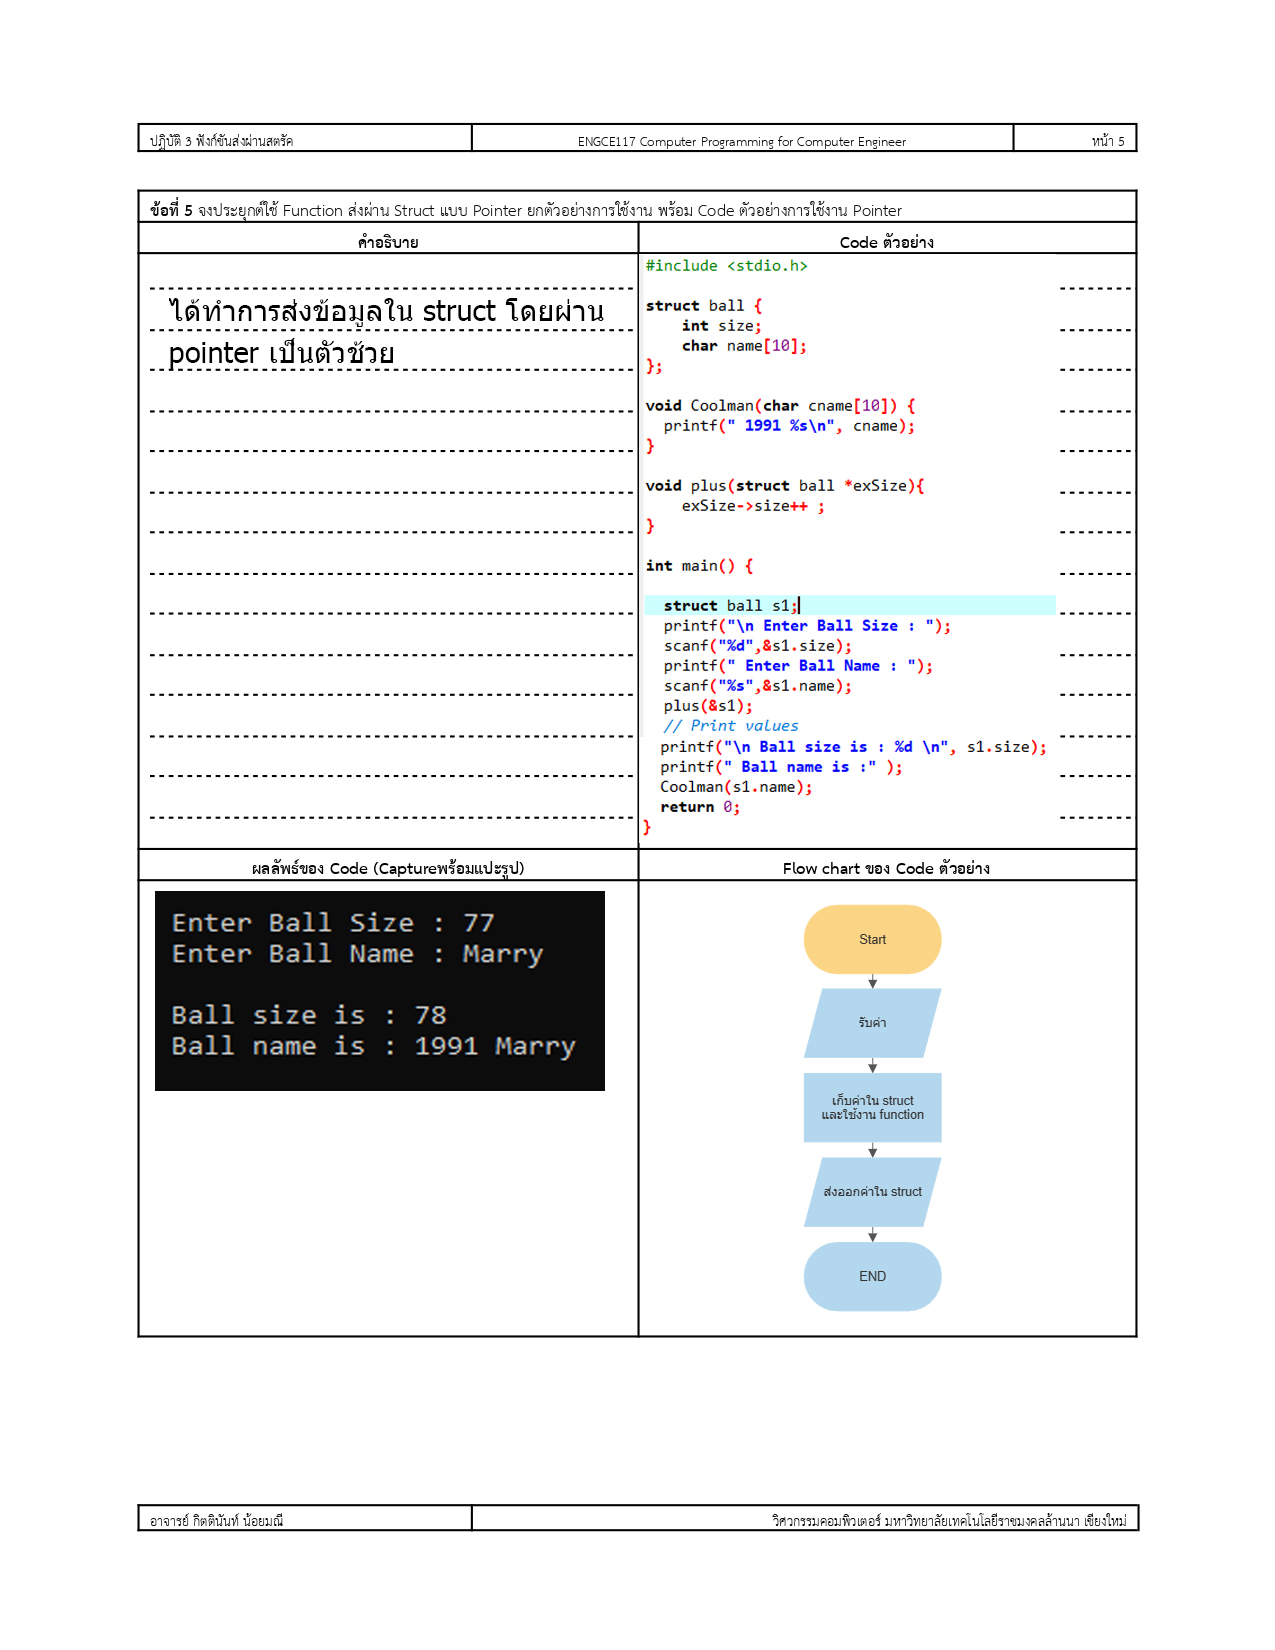 ปฏิบัติ 3 ฟังก์ชันส่งผ่านสตรัค
ENGCE117 Computer Programming for Computer Engineer
หน้า 5
ข้อที่ 5 จงประยุกต์ใช้ Function ส่งผ่าน Struct แบบ Pointer ยกตัวอย่างการใช้งาน พร้อม Code ตัวอย่างการใช้งาน Pointer
คำอธิบาย
Code ตัวอย่าง
ได้ทำการส่งข้อมูลใน struct โดยผ่าน
pointer เป็นตัวช้วย
#include <stdio.h>
struct ball {
int size;
char name[10];
};
void Coolman(char cname[10]) {
printf(" 1991 %s\n", cname);
}
void plus(struct ball *exSize){
exSize->size++ ;
}
int main() {
struct ball s1;
printf("\n Enter Ball Size : ");
scanf("%d",&s1.size);
printf(" Enter Ball Name : ");
scanf("%s",&s1.name);
plus(&s1);
// Print values
printf("\n Ball size is : %d \n", s1.size);
printf(" Ball name is :" );
Coolman(s1.name);
return 0;
}
ผลลัพธ์ของ Code (Captureพร้อมแปะรูป)
Flow chart ของ Code ตัวอย่าง
Enter Ball Size : 77
Enter Ball Name : Marry
Ball size is : 78
Ball name is : 1991 Marry
Start
รับค่า
เก็บค่าใน struct
และใช้งาน function
ส่งออกค่าใน struct
END
อาจารย์ กิตตินันท์ น้อยมณี
วิศวกรรมคอมพิวเตอร์ มหาวิทยาลัยเทคโนโลยีราชมงคลล้านนา เชียงใหม่